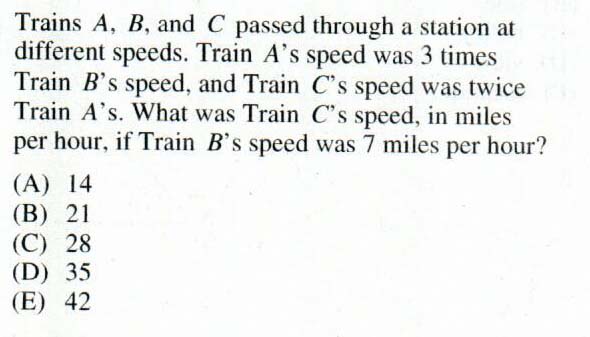 Trains A, B, and C passed through a station at
different speeds. Train A's speed was 3 times
Train B's speed, and Train C's speed was twice
Train A's. What was Train C's speed, in miles
per hour, if Train B's speed was 7 miles per hour?
(A) 14
(B) 21
(C) 28
(D) 35
(E) 42